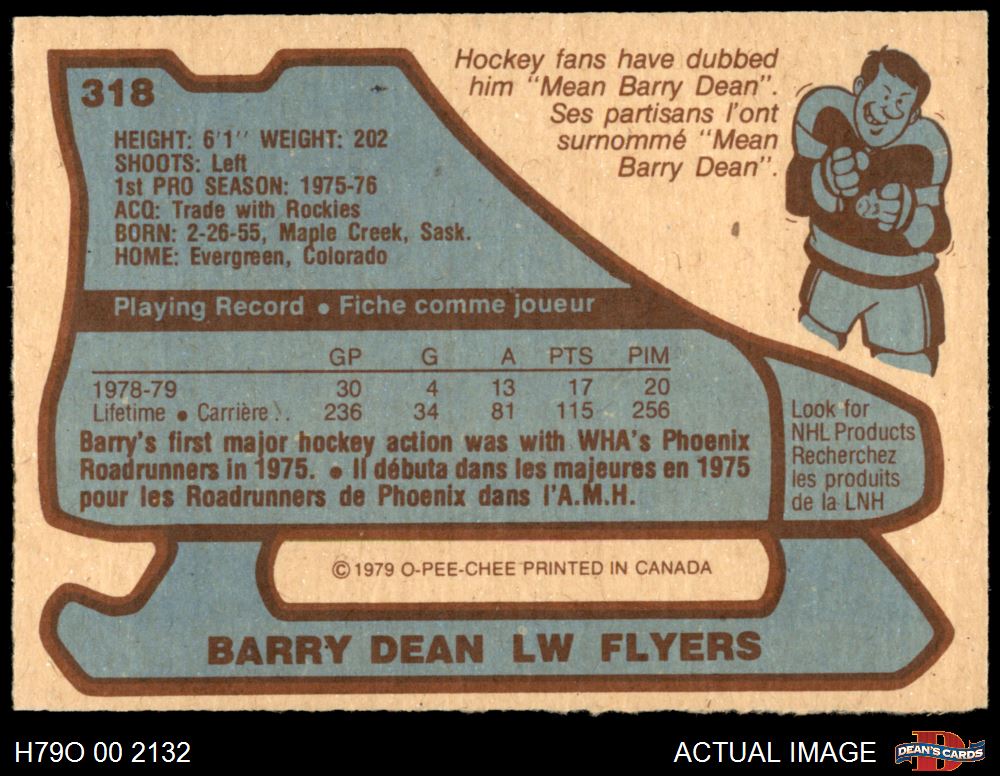 318
Hockey fans have dubbed
him "Mean Barry Dean".
Ses partisans l'ont
surnommé "Mean
Barry Dean".
HEIGHT: 6'1'' WEIGHT: 202
SHOOTS: Left
1st PRO SEASON: 1975-76
ACQ: Trade with Rockies
BORN: 2-26-55, Maple Creek, Sask.
HOME: Evergreen, Colorado
Playing Record • Fiche comme joueur
GP G A PTS PIM
1978-79 30 4 13 17 20
Lifetime • Carrière . . 236 34 81 115 256
Barry's first major hockey action was with WHA's Phoenix
Roadrunners in 1975. • Il débuta dans les majeures en 1975
pour les Roadrunners de Phoenix dans l'A.M.H.
Look for
NHL Products
Recherchez
les produits
de la LNH
© 1979 O-PEE-CHEE PRINTED IN CANADA
BARRY DEAN LW FLYERS
H79O 00 2132
ACTUAL IMAGE
D
DEAN'S CARDS